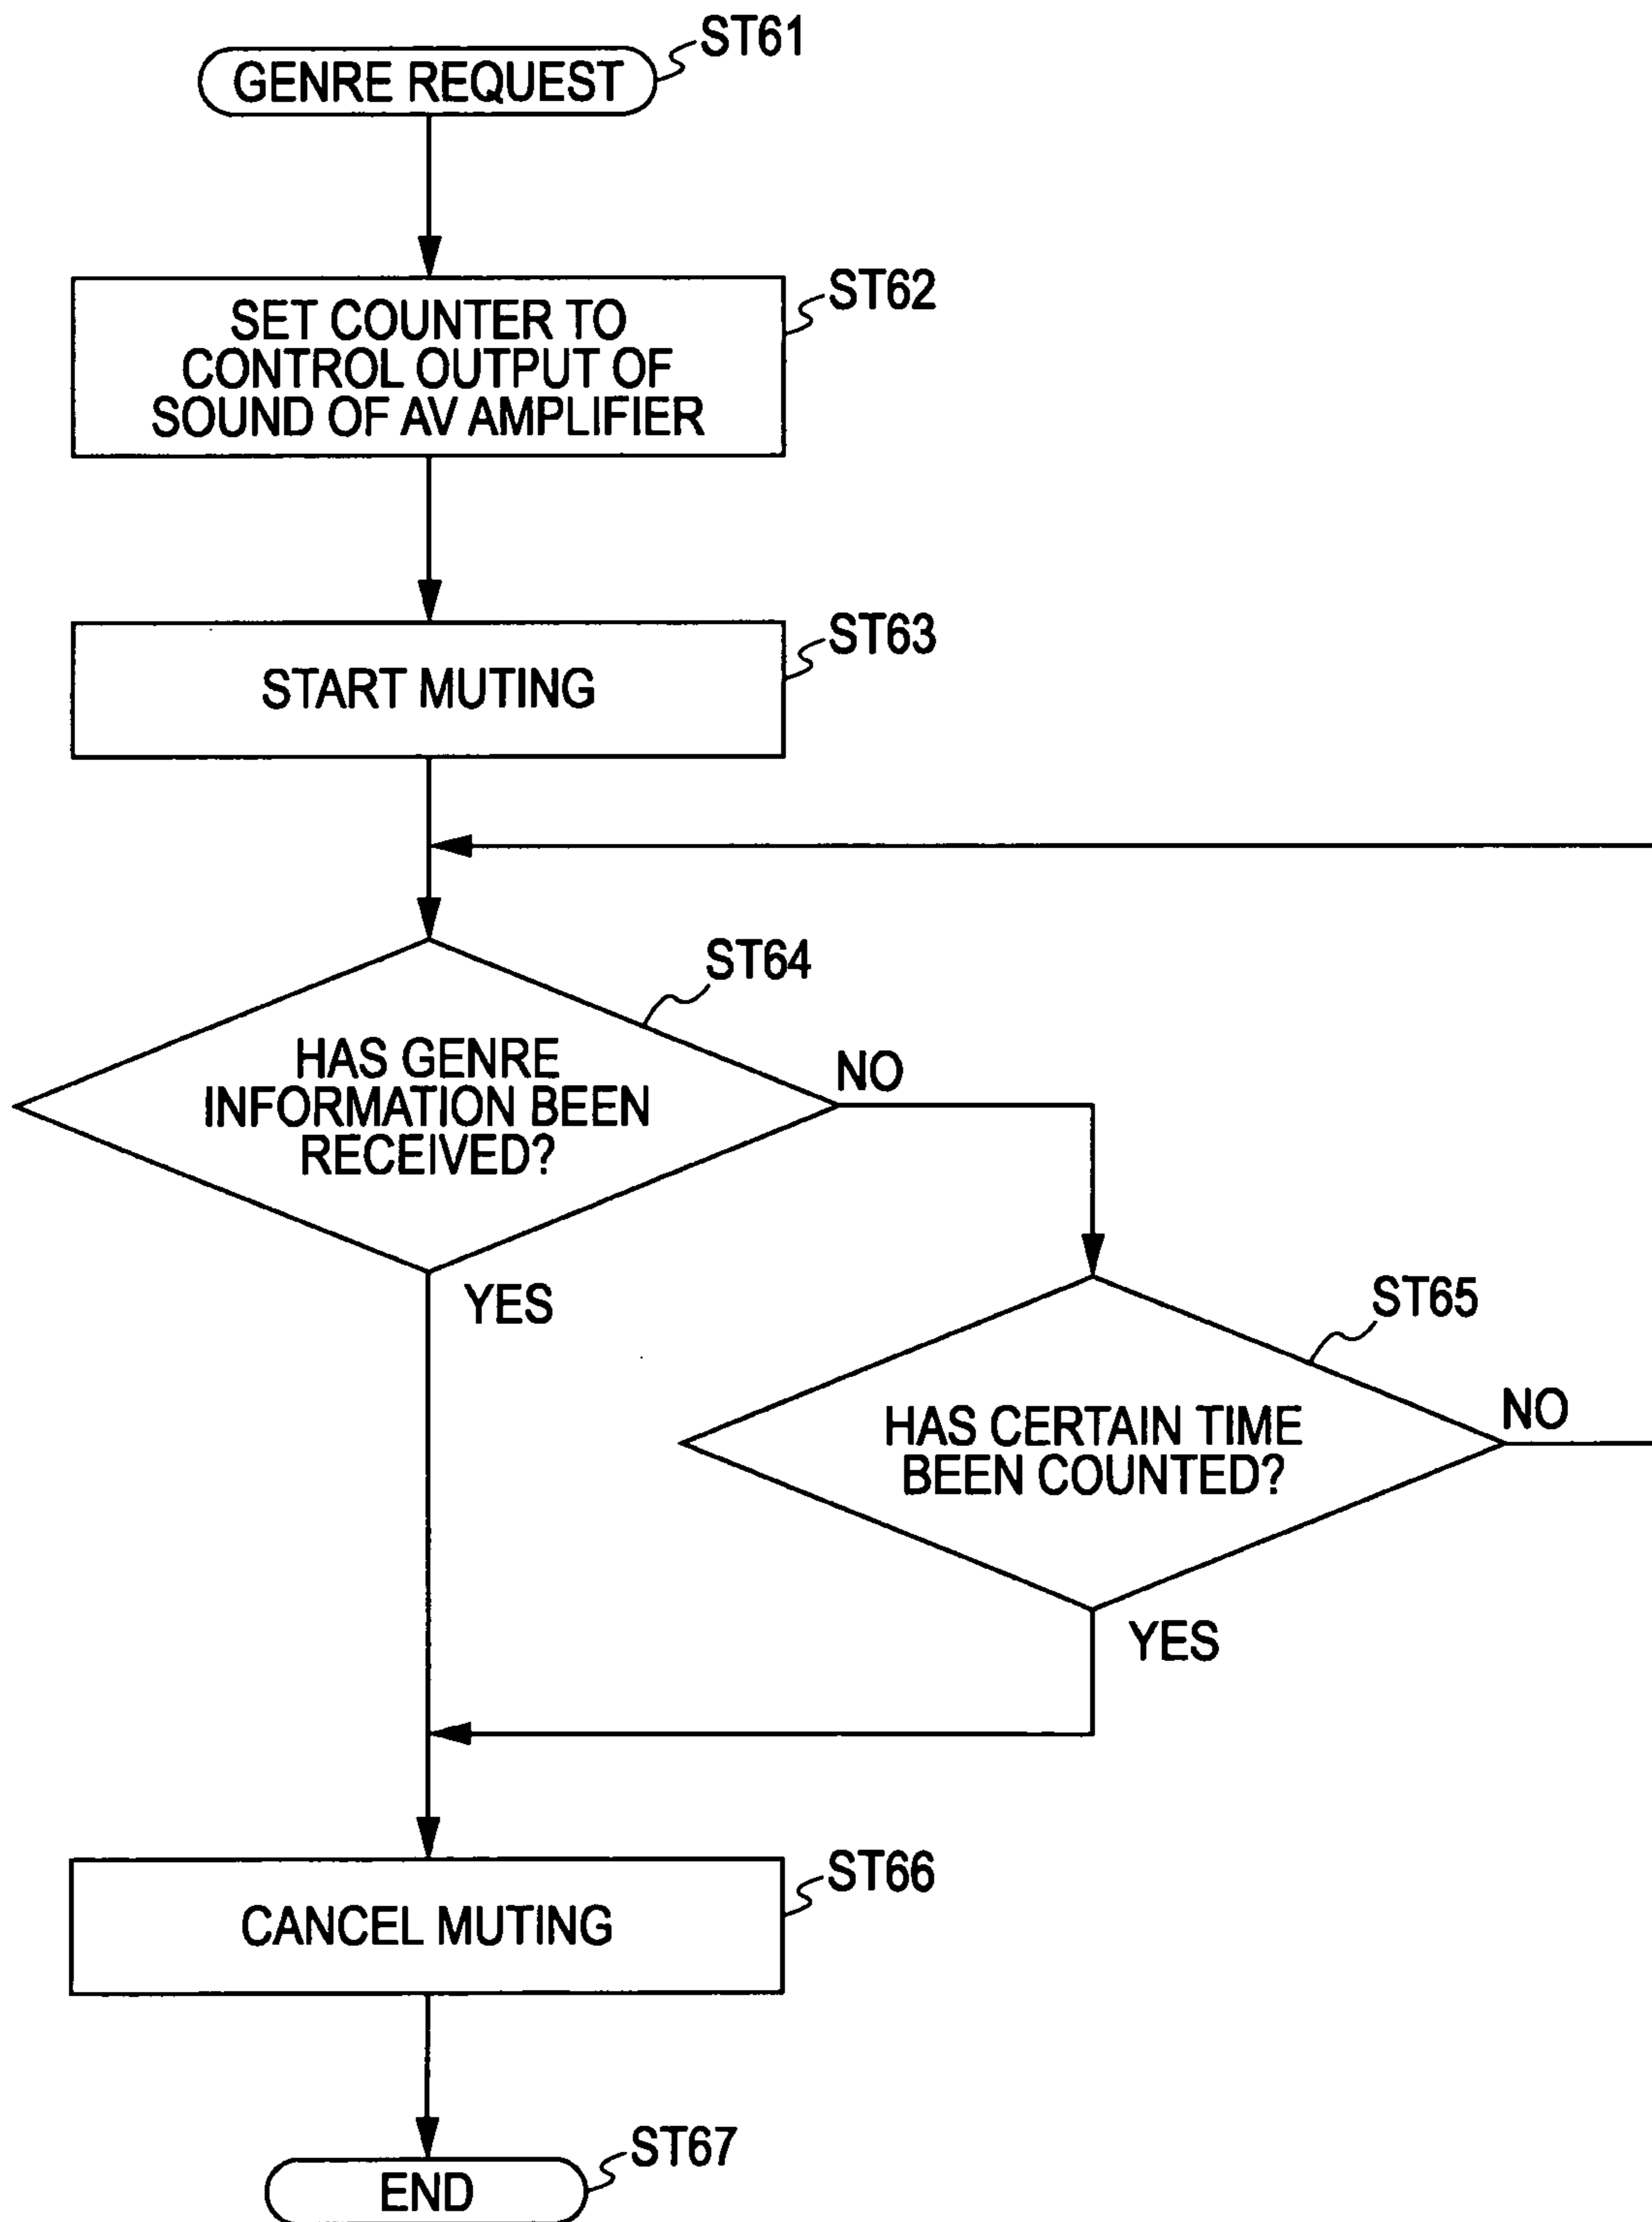 ST61
GENRE REQUEST
ST62
SET COUNTER TO
CONTROL OUTPUT OF
SOUND OF AV AMPLIFIER
ST63
START MUTING
ST64
HAS GENRE
INFORMATION BEEN
RECEIVED?
NO
YES
ST65
HAS CERTAIN TIME
BEEN COUNTED?
NO
YES
ST66
CANCEL MUTING
ST67
END